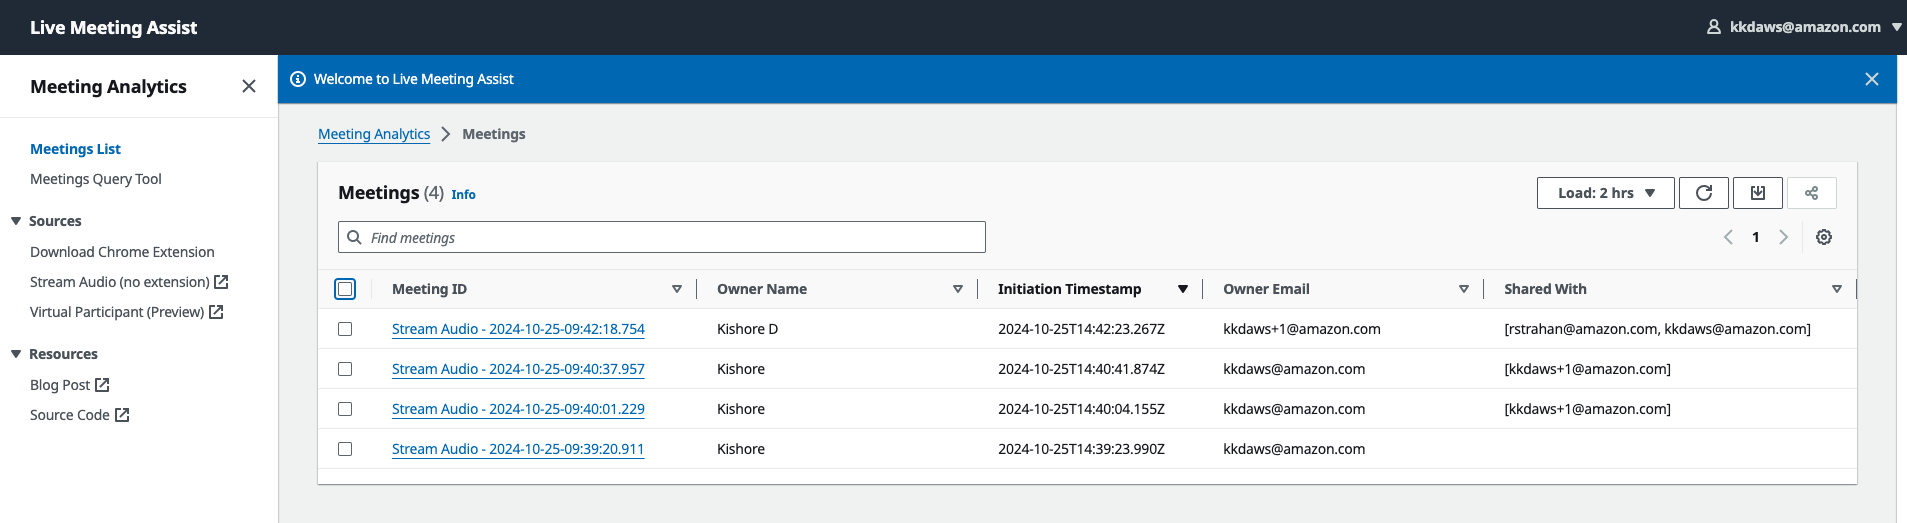 Live Meeting Assist
kkdaws@amazon.com
Meeting Analytics
Welcome to Live Meeting Assist
Meetings List
Meetings Query Tool
Sources
Download Chrome Extension
Stream Audio (no extension)
Virtual Participant (Preview)
Resources
Blog Post
Source Code
Meeting Analytics Meetings
Meetings (4) Info
Load: 2 hrs
Find meetings
1
Meeting ID Owner Name Initiation Timestamp Owner Email Shared With
Stream Audio - 2024-10-25-09:42:18.754 Kishore D 2024-10-25T14:42:23.267Z kkdaws+1@amazon.com [rstrahan@amazon.com, kkdaws@amazon.com]
Stream Audio - 2024-10-25-09:40:37.957 Kishore 2024-10-25T14:40:41.874Z kkdaws@amazon.com [kkdaws+1@amazon.com]
Stream Audio - 2024-10-25-09:40:01.229 Kishore 2024-10-25T14:40:04.155Z kkdaws@amazon.com [kkdaws+1@amazon.com]
Stream Audio - 2024-10-25-09:39:20.911 Kishore 2024-10-25T14:39:23.990Z kkdaws@amazon.com